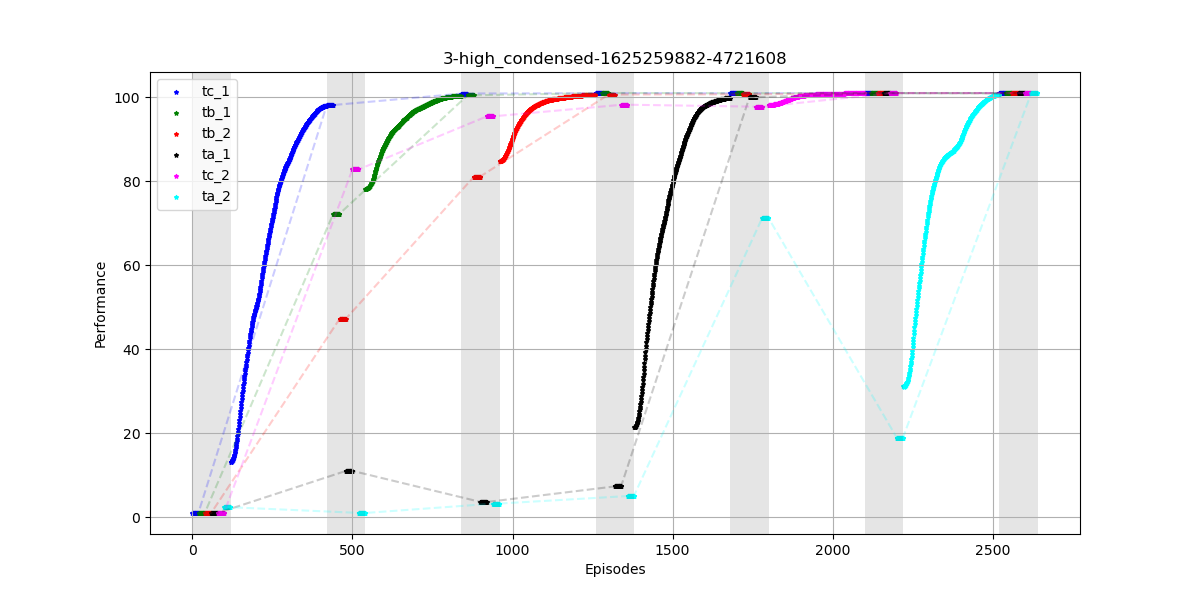 3-high_condensed-1625259882-4721608
tc_1
tb_1
tb_2
ta_1
tc_2
ta_2
Performance
100
80
60
40
20
0
0 500 1000 1500 2000 2500
Episodes